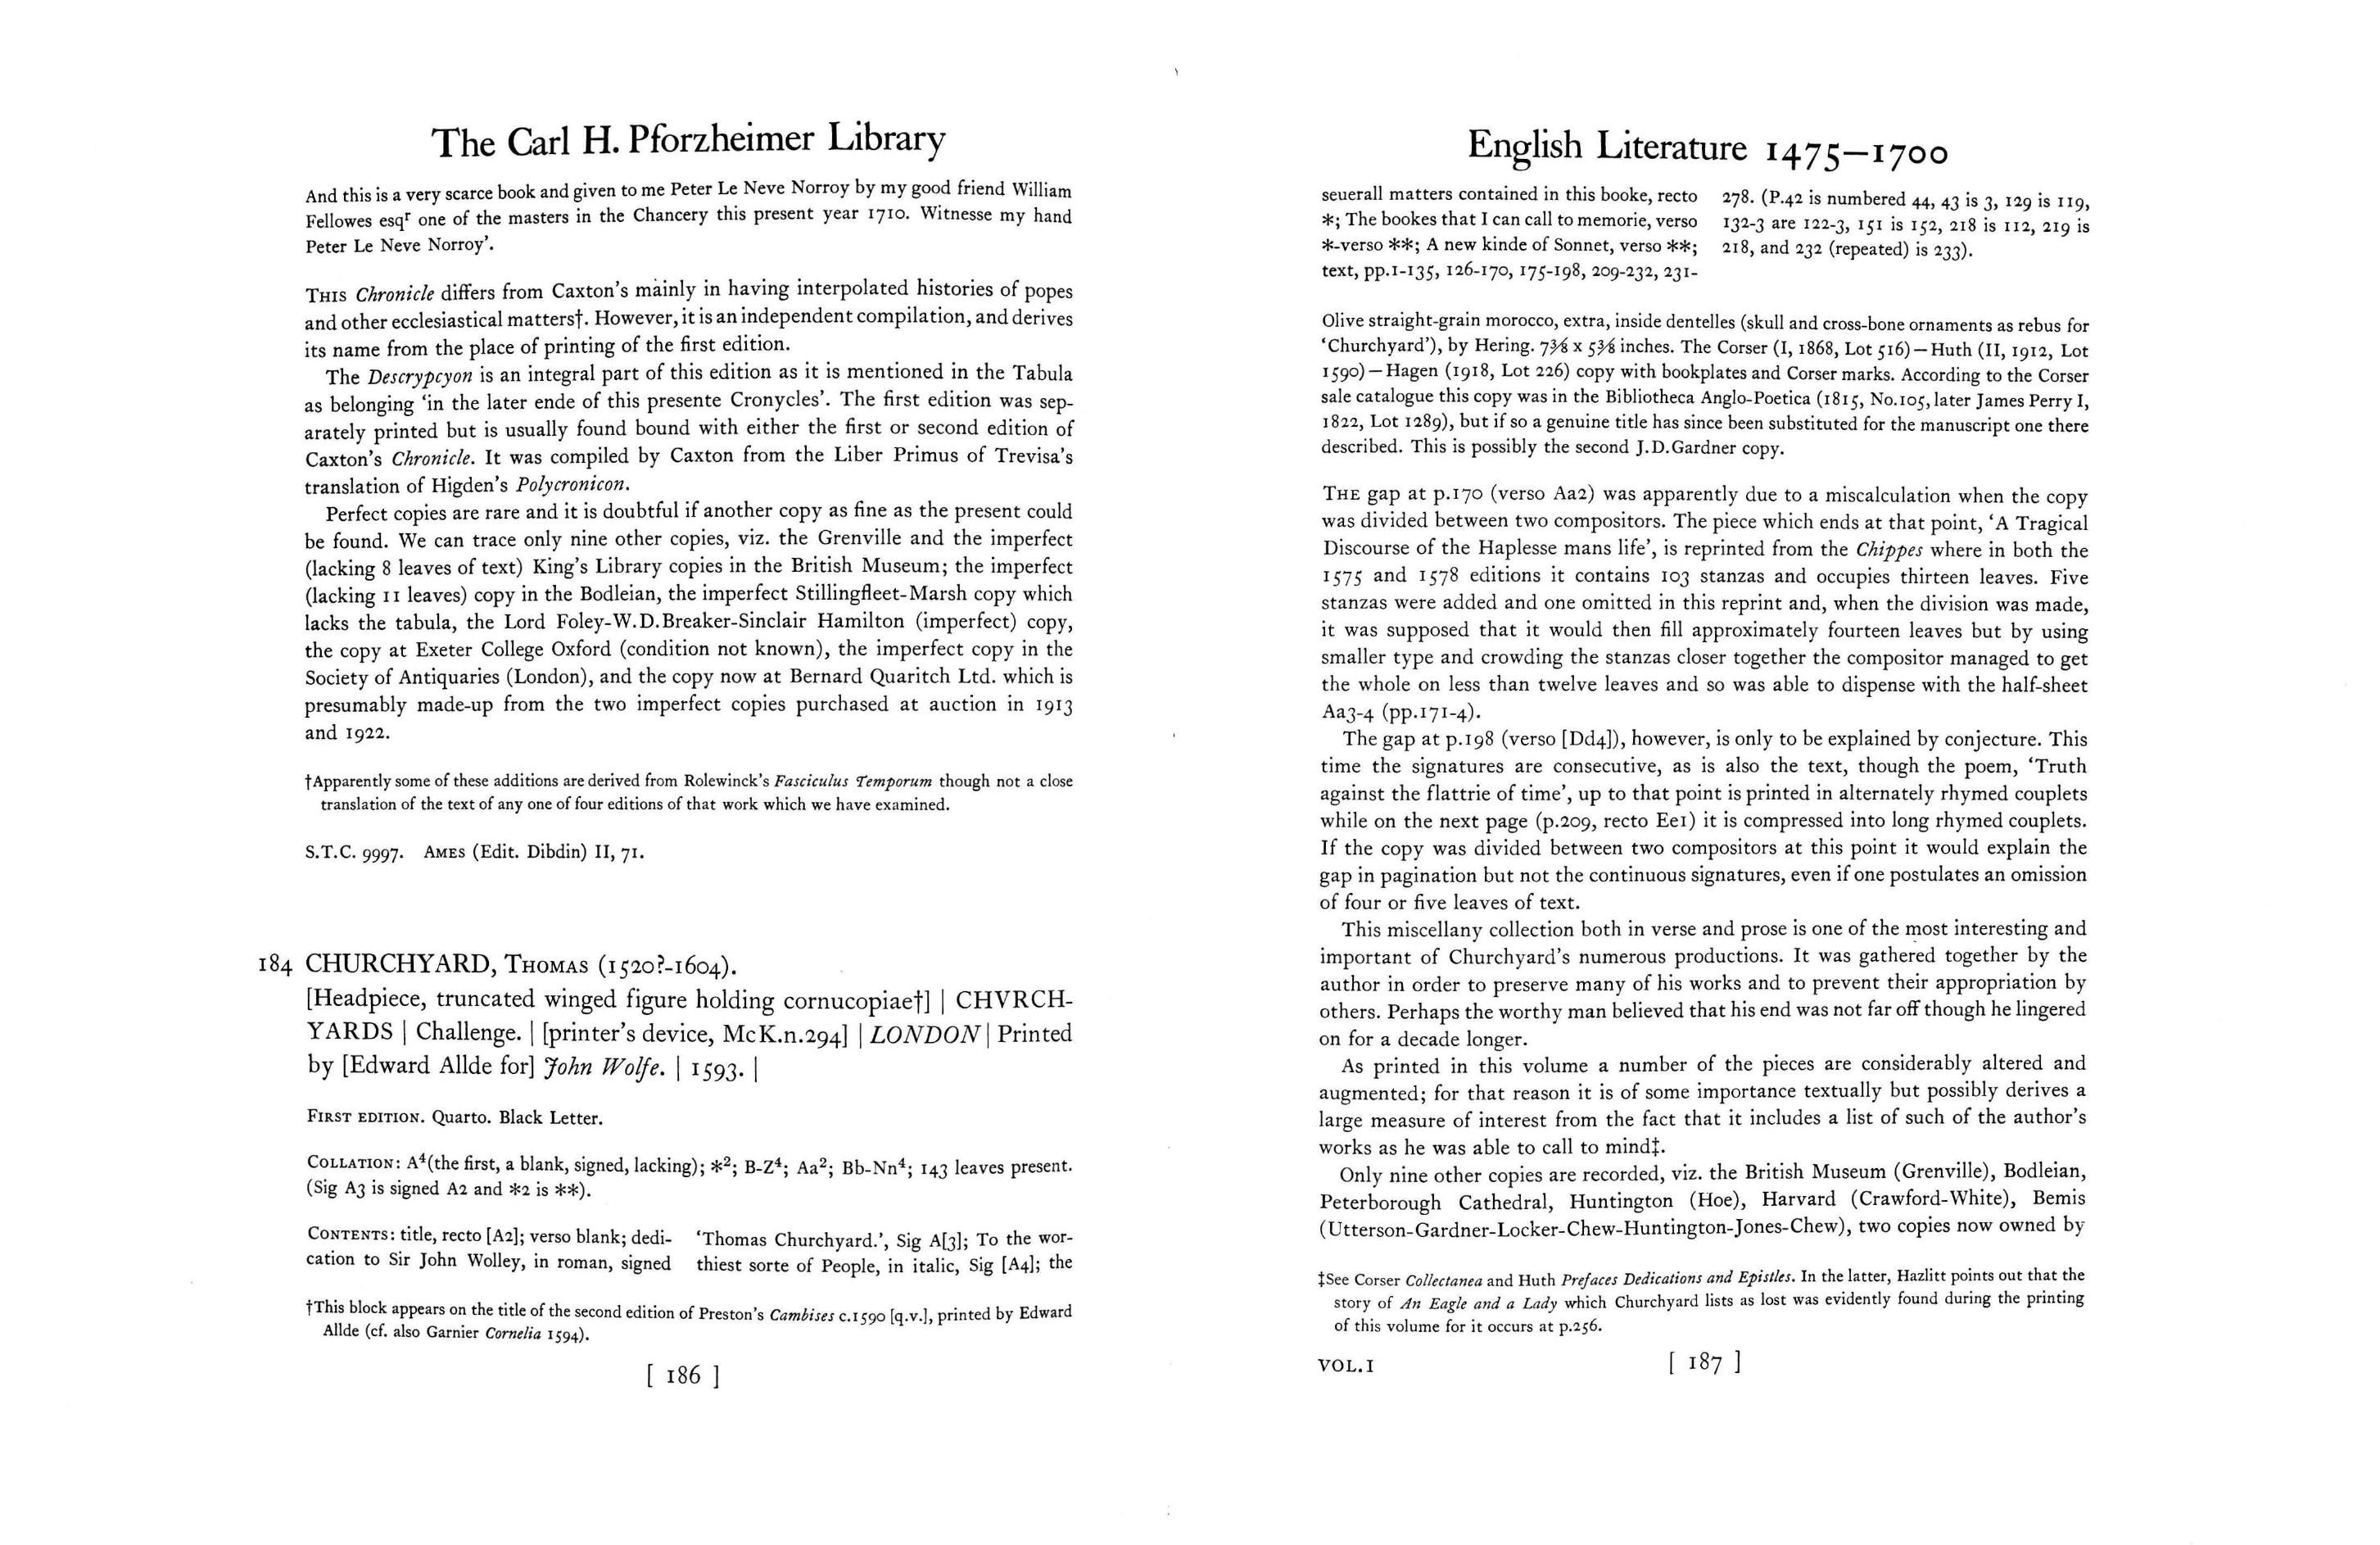 The Carl H. Pforzheimer Library
And this is a very scarce book and given to me Peter Le Neve Norroy by my good friend William
Fellowes esqr one of the masters in the Chancery this present year 1710. Witnesse my hand
Peter Le Neve Norroy'.
THIS Chronicle differs from Caxton's mainly in having interpolated histories of popes
and other ecclesiastical matters†. However, it is an independent compilation, and derives
its name from the place of printing of the first edition.
The Descrypcyon is an integral part of this edition as it is mentioned in the Tabula
as belonging 'in the later ende of this presente Cronycles'. The first edition was sep-
arately printed but is usually found bound with either the first or second edition of
Caxton's Chronicle. It was compiled by Caxton from the Liber Primus of Trevisa's
translation of Higden's Polycronicon.
Perfect copies are rare and it is doubtful if another copy as fine as the present could
be found. We can trace only nine other copies, viz. the Grenville and the imperfect
(lacking 8 leaves of text) King's Library copies in the British Museum; the imperfect
(lacking 11 leaves) copy in the Bodleian, the imperfect Stillingfleet-Marsh copy which
lacks the tabula, the Lord Foley-W.D.Breaker-Sinclair Hamilton (imperfect) copy,
the copy at Exeter College Oxford (condition not known), the imperfect copy in the
Society of Antiquaries (London), and the copy now at Bernard Quaritch Ltd. which is
presumably made-up from the two imperfect copies purchased at auction in 1913
and 1922.
†Apparently some of these additions are derived from Rolewinck's Fasciculus Temporum though not a close
translation of the text of any one of four editions of that work which we have examined.
S.T.C. 9997. AMES (Edit. Dibdin) II, 71.
184 CHURCHYARD, THOMAS (1520?-1604).
[Headpiece, truncated winged figure holding cornucopiae†] | CHVRCH-
YARDS | Challenge. | [printer's device, McK.n.294] | LONDON | Printed
by [Edward Allde for] John Wolfe. | 1593. |
FIRST EDITION. Quarto. Black Letter.
COLLATION: A⁴(the first, a blank, signed, lacking); *²; B-Z⁴; Aa²; Bb-Nn⁴; 143 leaves present.
(Sig A3 is signed A2 and *2 is **).
CONTENTS: title, recto [A2]; verso blank; dedi-
cation to Sir John Wolley, in roman, signed
'Thomas Churchyard.', Sig A[3]; To the wor-
thiest sorte of People, in italic, Sig [A4]; the
†This block appears on the title of the second edition of Preston's Cambises c.1590 [q.v.], printed by Edward
Allde (cf. also Garnier Cornelia 1594).
[ 186 ]
English Literature 1475–1700
seuerall matters contained in this booke, recto
*; The bookes that I can call to memorie, verso
*-verso **; A new kinde of Sonnet, verso **;
text, pp.1-135, 126-170, 175-198, 209-232, 231-
278. (P.42 is numbered 44, 43 is 3, 129 is 119,
132-3 are 122-3, 151 is 152, 218 is 112, 219 is
218, and 232 (repeated) is 233).
Olive straight-grain morocco, extra, inside dentelles (skull and cross-bone ornaments as rebus for
'Churchyard'), by Hering. 7⅜ x 5⅜ inches. The Corser (I, 1868, Lot 516)—Huth (II, 1912, Lot
1590)—Hagen (1918, Lot 226) copy with bookplates and Corser marks. According to the Corser
sale catalogue this copy was in the Bibliotheca Anglo-Poetica (1815, No.105, later James Perry I,
1822, Lot 1289), but if so a genuine title has since been substituted for the manuscript one there
described. This is possibly the second J.D.Gardner copy.
THE gap at p.170 (verso Aa2) was apparently due to a miscalculation when the copy
was divided between two compositors. The piece which ends at that point, 'A Tragical
Discourse of the Haplesse mans life', is reprinted from the Chippes where in both the
1575 and 1578 editions it contains 103 stanzas and occupies thirteen leaves. Five
stanzas were added and one omitted in this reprint and, when the division was made,
it was supposed that it would then fill approximately fourteen leaves but by using
smaller type and crowding the stanzas closer together the compositor managed to get
the whole on less than twelve leaves and so was able to dispense with the half-sheet
Aa3-4 (pp.171-4).
The gap at p.198 (verso [Dd4]), however, is only to be explained by conjecture. This
time the signatures are consecutive, as is also the text, though the poem, 'Truth
against the flattrie of time', up to that point is printed in alternately rhymed couplets
while on the next page (p.209, recto Ee1) it is compressed into long rhymed couplets.
If the copy was divided between two compositors at this point it would explain the
gap in pagination but not the continuous signatures, even if one postulates an omission
of four or five leaves of text.
This miscellany collection both in verse and prose is one of the most interesting and
important of Churchyard's numerous productions. It was gathered together by the
author in order to preserve many of his works and to prevent their appropriation by
others. Perhaps the worthy man believed that his end was not far off though he lingered
on for a decade longer.
As printed in this volume a number of the pieces are considerably altered and
augmented; for that reason it is of some importance textually but possibly derives a
large measure of interest from the fact that it includes a list of such of the author's
works as he was able to call to mind‡.
Only nine other copies are recorded, viz. the British Museum (Grenville), Bodleian,
Peterborough Cathedral, Huntington (Hoe), Harvard (Crawford-White), Bemis
(Utterson-Gardner-Locker-Chew-Huntington-Jones-Chew), two copies now owned by
‡See Corser Collectanea and Huth Prefaces Dedications and Epistles. In the latter, Hazlitt points out that the
story of An Eagle and a Lady which Churchyard lists as lost was evidently found during the printing
of this volume for it occurs at p.256.
VOL.I
[ 187 ]